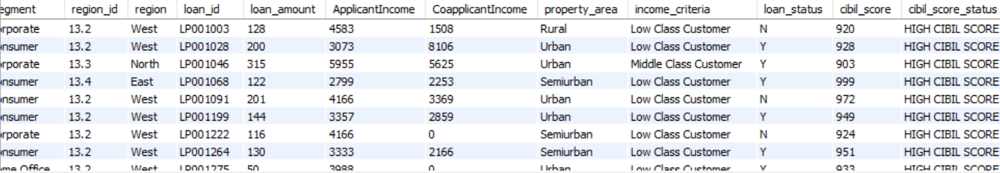 egment region_id region loan_id loan_amount ApplicantIncome CoapplicantIncome property_area income_criteria loan_status cibil_score cibil_score_status
rporate 13.2 West LP001003 128 4583 1508 Rural Low Class Customer N 920 HIGH CIBIL SCORE
nsumer 13.2 West LP001028 200 3073 8106 Urban Low Class Customer Y 928 HIGH CIBIL SCORE
rporate 13.3 North LP001046 315 5955 5625 Urban Middle Class Customer Y 903 HIGH CIBIL SCORE
nsumer 13.4 East LP001068 122 2799 2253 Semiurban Low Class Customer Y 999 HIGH CIBIL SCORE
nsumer 13.2 West LP001091 201 4166 3369 Urban Low Class Customer N 972 HIGH CIBIL SCORE
nsumer 13.2 West LP001199 144 3357 2859 Urban Low Class Customer Y 949 HIGH CIBIL SCORE
rporate 13.2 West LP001222 116 4166 0 Semiurban Low Class Customer N 924 HIGH CIBIL SCORE
nsumer 13.2 West LP001264 130 3333 2166 Semiurban Low Class Customer Y 951 HIGH CIBIL SCORE
me Office 13.2 West LP001275 50 3988 0 Urban Low Class Customer Y 933 HIGH CIBIL SCORE